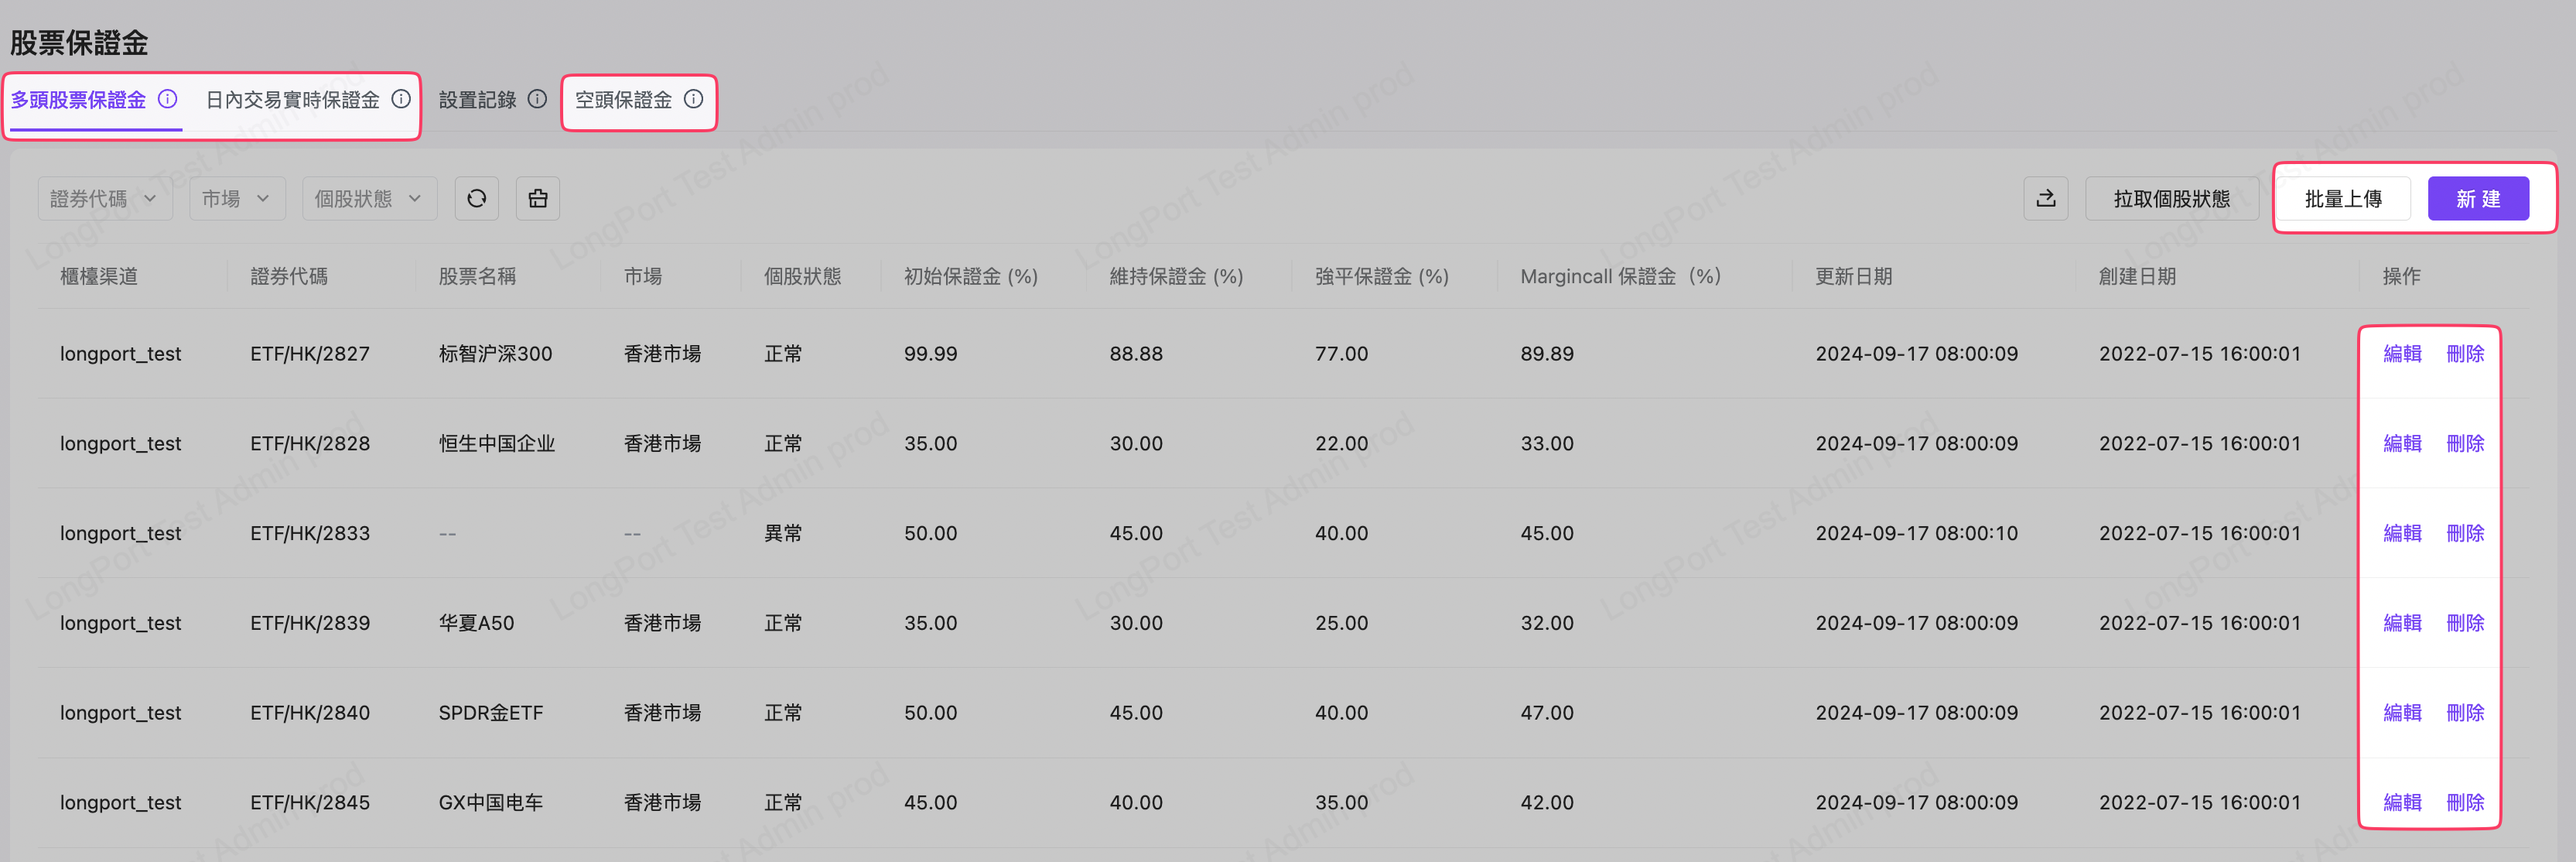 股票保證金
多頭股票保證金 日內交易實時保證金 設置記錄 空頭保證金
證券代碼 市場 個股狀態 拉取個股狀態 批量上傳 新 建
櫃檯渠道 證券代碼 股票名稱 市場 個股狀態 初始保證金 (%) 維持保證金 (%) 強平保證金 (%) Margincall 保證金（%） 更新日期 創建日期 操作
longport_test ETF/HK/2827 标智沪深300 香港市場 正常 99.99 88.88 77.00 89.89 2024-09-17 08:00:09 2022-07-15 16:00:01 編輯 刪除
longport_test ETF/HK/2828 恒生中国企业 香港市場 正常 35.00 30.00 22.00 33.00 2024-09-17 08:00:09 2022-07-15 16:00:01 編輯 刪除
longport_test ETF/HK/2833 -- -- 異常 50.00 45.00 40.00 45.00 2024-09-17 08:00:10 2022-07-15 16:00:01 編輯 刪除
longport_test ETF/HK/2839 华夏A50 香港市場 正常 35.00 30.00 25.00 32.00 2024-09-17 08:00:09 2022-07-15 16:00:01 編輯 刪除
longport_test ETF/HK/2840 SPDR金ETF 香港市場 正常 50.00 45.00 40.00 47.00 2024-09-17 08:00:09 2022-07-15 16:00:01 編輯 刪除
longport_test ETF/HK/2845 GX中国电车 香港市場 正常 45.00 40.00 35.00 42.00 2024-09-17 08:00:09 2022-07-15 16:00:01 編輯 刪除
LongPort Test Admin prod